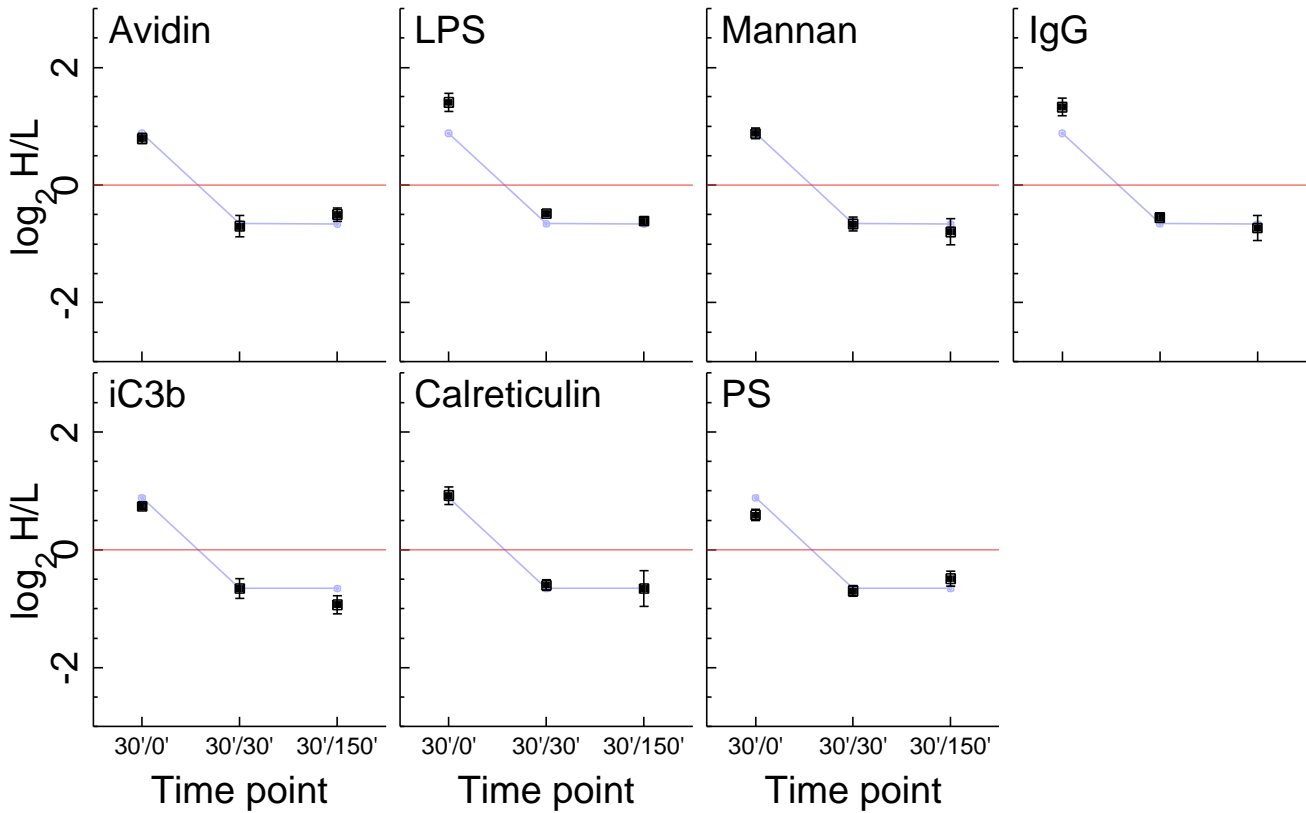 Avidin
LPS
Mannan
IgG
2
0
-2
log2 H/L
iC3b
Calreticulin
PS
2
0
-2
log2 H/L
30'/0' 30'/30' 30'/150'
30'/0' 30'/30' 30'/150'
30'/0' 30'/30' 30'/150'
Time point
Time point
Time point